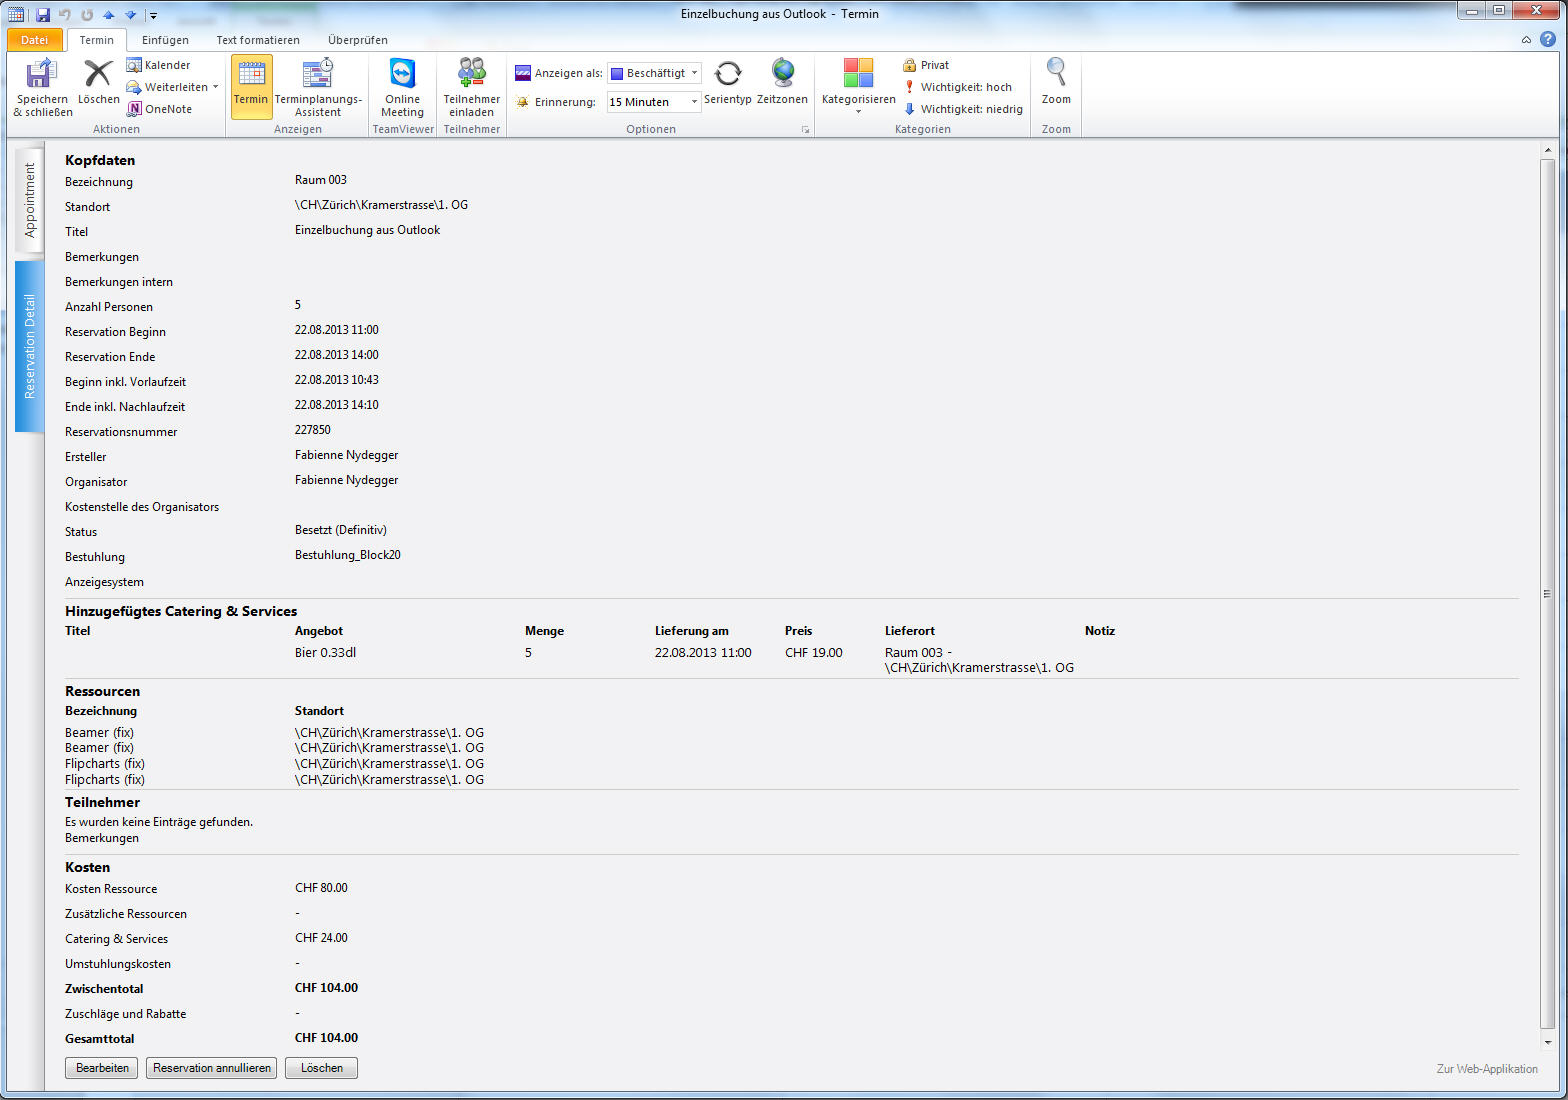 Einzelbuchung aus Outlook - Termin
Datei Termin Einfügen Text formatieren Überprüfen
Speichern & schließen
Löschen
Kalender
Weiterleiten
OneNote
Aktionen
Termin
Terminplanungs-Assistent
Anzeigen
Online Meeting
TeamViewer
Teilnehmer einladen
Teilnehmer
Anzeigen als: Beschäftigt
Erinnerung: 15 Minuten
Serientyp
Zeitzonen
Optionen
Kategorisieren
Privat
Wichtigkeit: hoch
Wichtigkeit: niedrig
Kategorien
Zoom
Zoom
Appointment
Reservation Detail
Kopfdaten
Bezeichnung Raum 003
Standort \CH\Zürich\Kramerstrasse\1. OG
Titel Einzelbuchung aus Outlook
Bemerkungen
Bemerkungen intern
Anzahl Personen 5
Reservation Beginn 22.08.2013 11:00
Reservation Ende 22.08.2013 14:00
Beginn inkl. Vorlaufzeit 22.08.2013 10:43
Ende inkl. Nachlaufzeit 22.08.2013 14:10
Reservationsnummer 227850
Ersteller Fabienne Nydegger
Organisator Fabienne Nydegger
Kostenstelle des Organisators
Status Besetzt (Definitiv)
Bestuhlung Bestuhlung_Block20
Anzeigesystem
Hinzugefügtes Catering & Services
Titel Angebot Menge Lieferung am Preis Lieferort Notiz
Bier 0.33dl 5 22.08.2013 11:00 CHF 19.00 Raum 003 -
\CH\Zürich\Kramerstrasse\1. OG
Ressourcen
Bezeichnung Standort
Beamer (fix) \CH\Zürich\Kramerstrasse\1. OG
Beamer (fix) \CH\Zürich\Kramerstrasse\1. OG
Flipcharts (fix) \CH\Zürich\Kramerstrasse\1. OG
Flipcharts (fix) \CH\Zürich\Kramerstrasse\1. OG
Teilnehmer
Es wurden keine Einträge gefunden.
Bemerkungen
Kosten
Kosten Ressource CHF 80.00
Zusätzliche Ressourcen -
Catering & Services CHF 24.00
Umstuhlungskosten -
Zwischentotal CHF 104.00
Zuschläge und Rabatte -
Gesamttotal CHF 104.00
Bearbeiten Reservation annullieren Löschen
Zur Web-Applikation